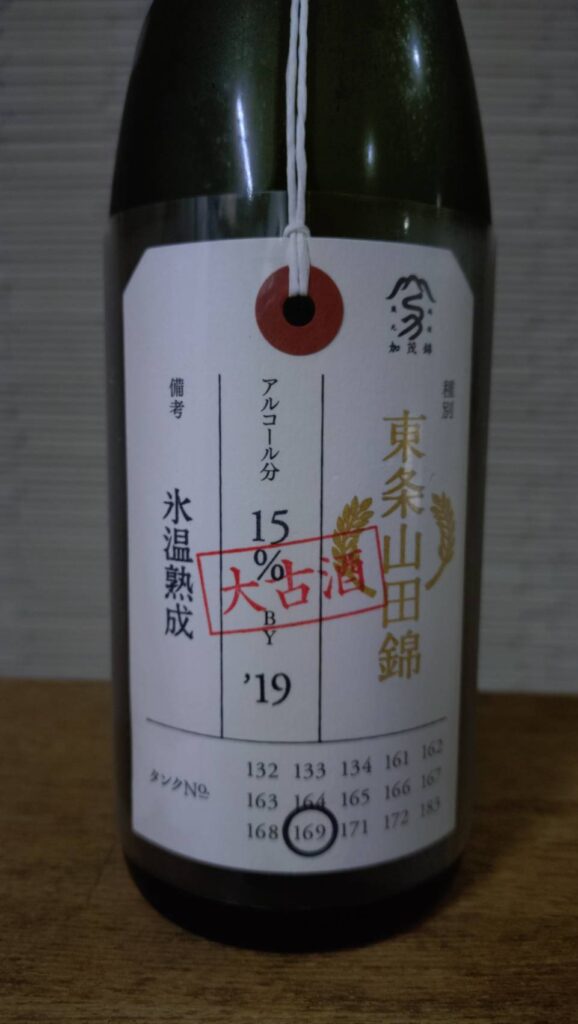 加茂錦
種別
東条山田錦
アルコール分
15
%
BY
'19
大古酒
備考
氷温熟成
タンクNo.
132 133 134 161 162
163 164 165 166 167
168 169 171 172 183